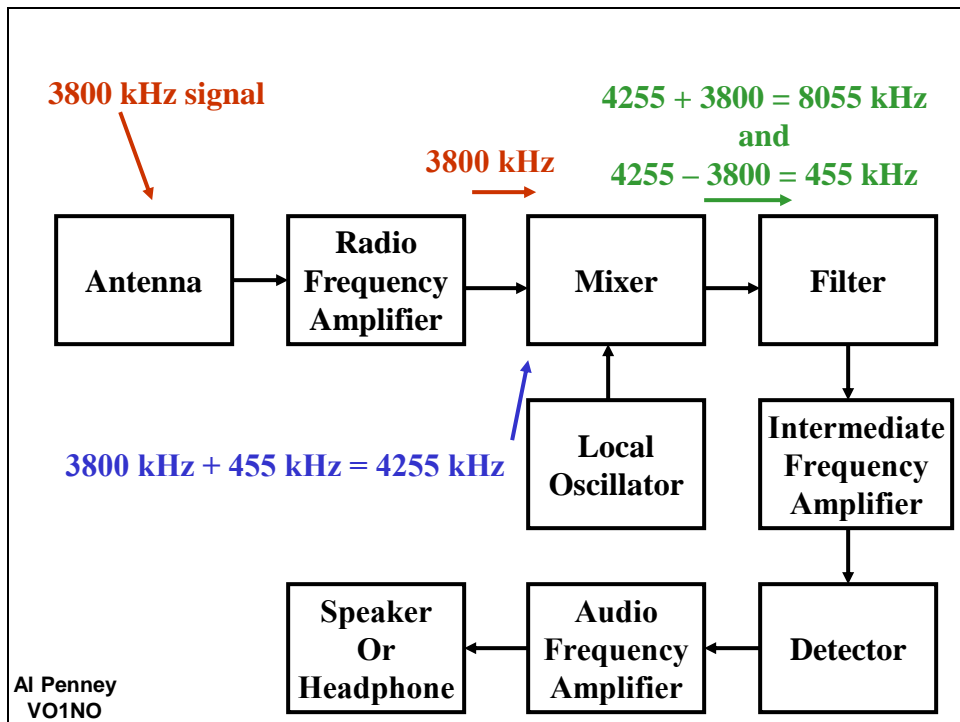 3800 kHz signal
4255 + 3800 = 8055 kHz
and
4255 – 3800 = 455 kHz
3800 kHz
Antenna
Radio
Frequency
Amplifier
Mixer
Filter
3800 kHz + 455 kHz = 4255 kHz
Local
Oscillator
Intermediate
Frequency
Amplifier
Speaker
Or
Headphone
Audio
Frequency
Amplifier
Detector
Al Penney
VO1NO